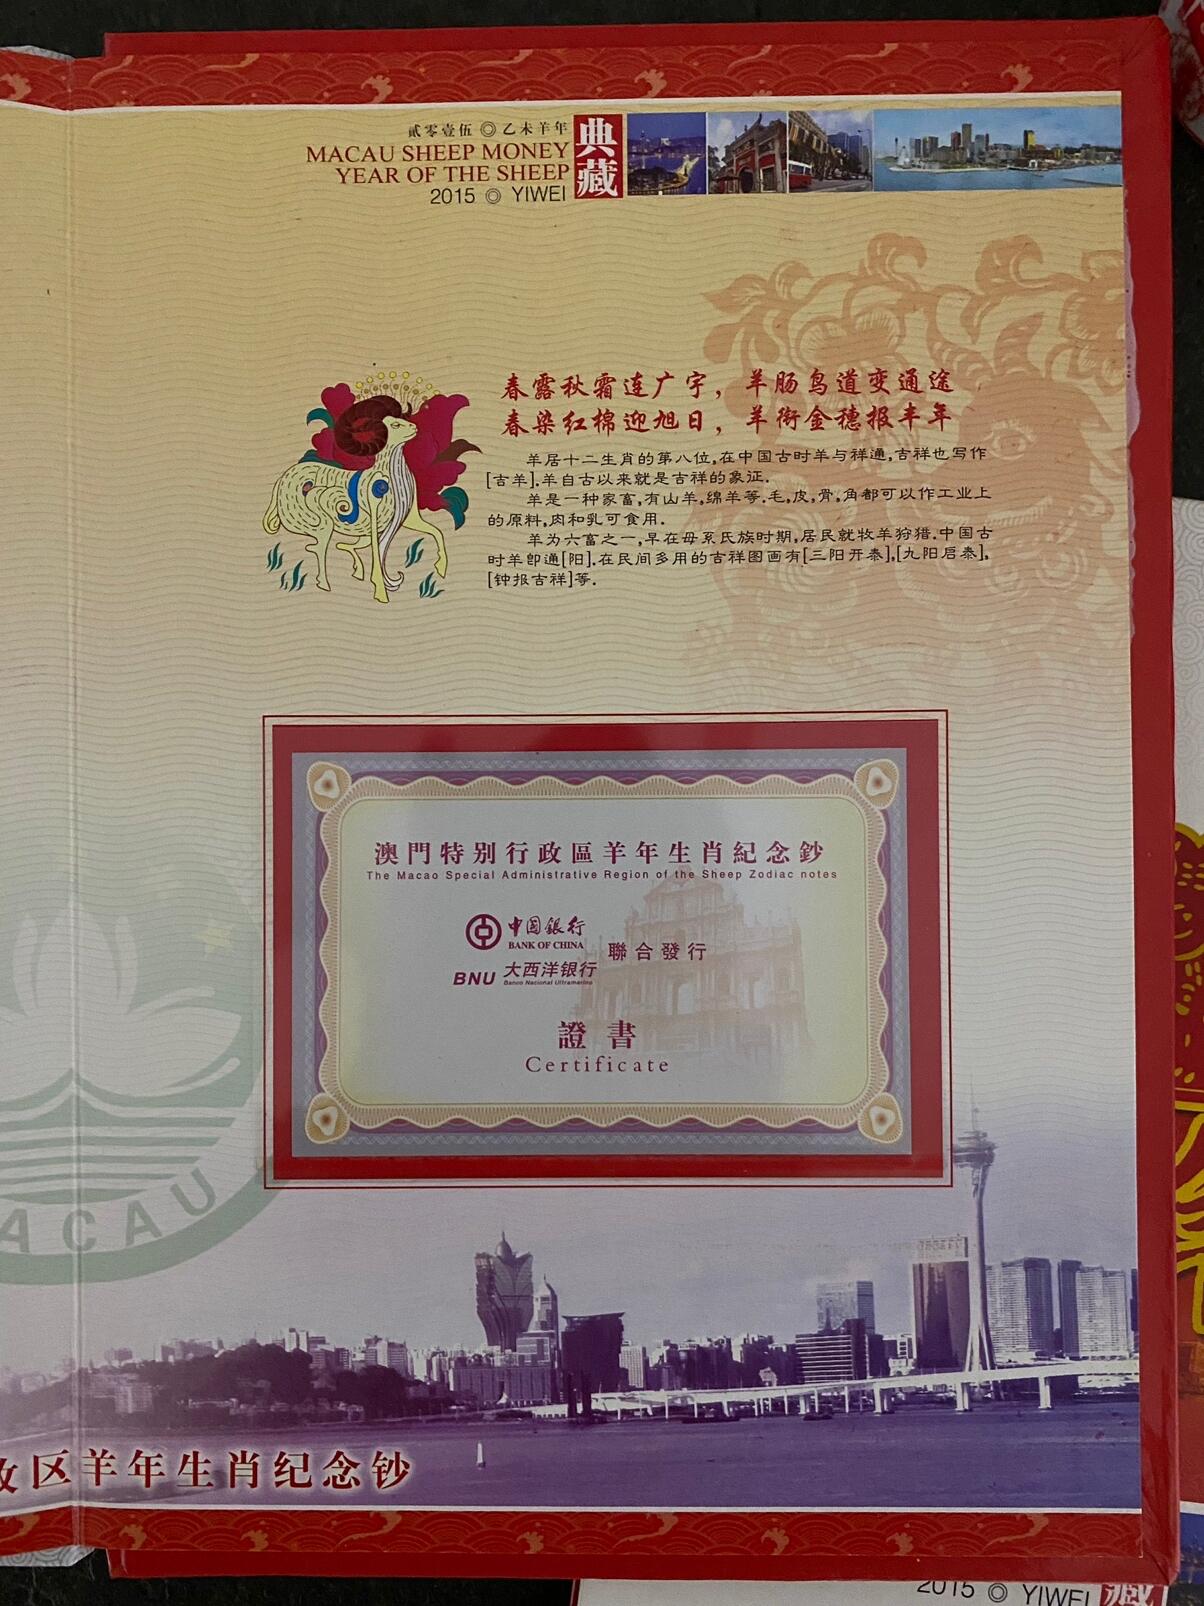 贰零壹伍 ◎ 乙未羊年
MACAU SHEEP MONEY
YEAR OF THE SHEEP
2015 ◎ YIWEI
典藏
春露秋霜连广宇，羊肠鸟道变通途
春染红棉迎旭日，羊衔金穗报丰年
羊居十二生肖的第八位,在中国古时羊与祥通,吉祥也写作
[吉羊].羊自古以来就是吉祥的象证.
羊是一种家富,有山羊,绵羊等.毛,皮,骨,角都可以作工业上
的原料,肉和乳可食用.
羊为六富之一,早在母系氏族时期,居民就牧羊狩猎.中国古
时羊即通[阳].在民间多用的吉祥图画有[三阳开泰],[九阳启泰],
[钟报吉祥]等.
澳門特别行政區羊年生肖紀念鈔
The Macao Special Administrative Region of the Sheep Zodiac notes
中国銀行
BANK OF CHINA
聯合發行
BNU 大西洋银行
Banco Nacional Ultramarino
證書
Certificate
ACAU
区羊年生肖纪念钞
2015 ◎ YIWEI
藏